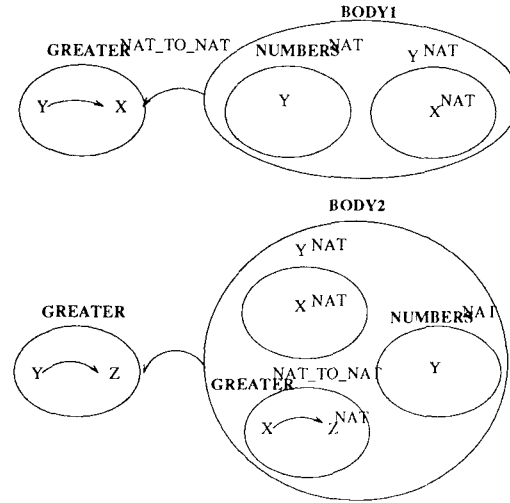 BODY1
GREATER NAT_TO_NAT NUMBERS NAT Y NAT
Y X Y X NAT
BODY2
Y NAT
X NAT
GREATER NUMBERS NAT
Y Z Y
GREATER NAT_TO_NAT
X Z NAT